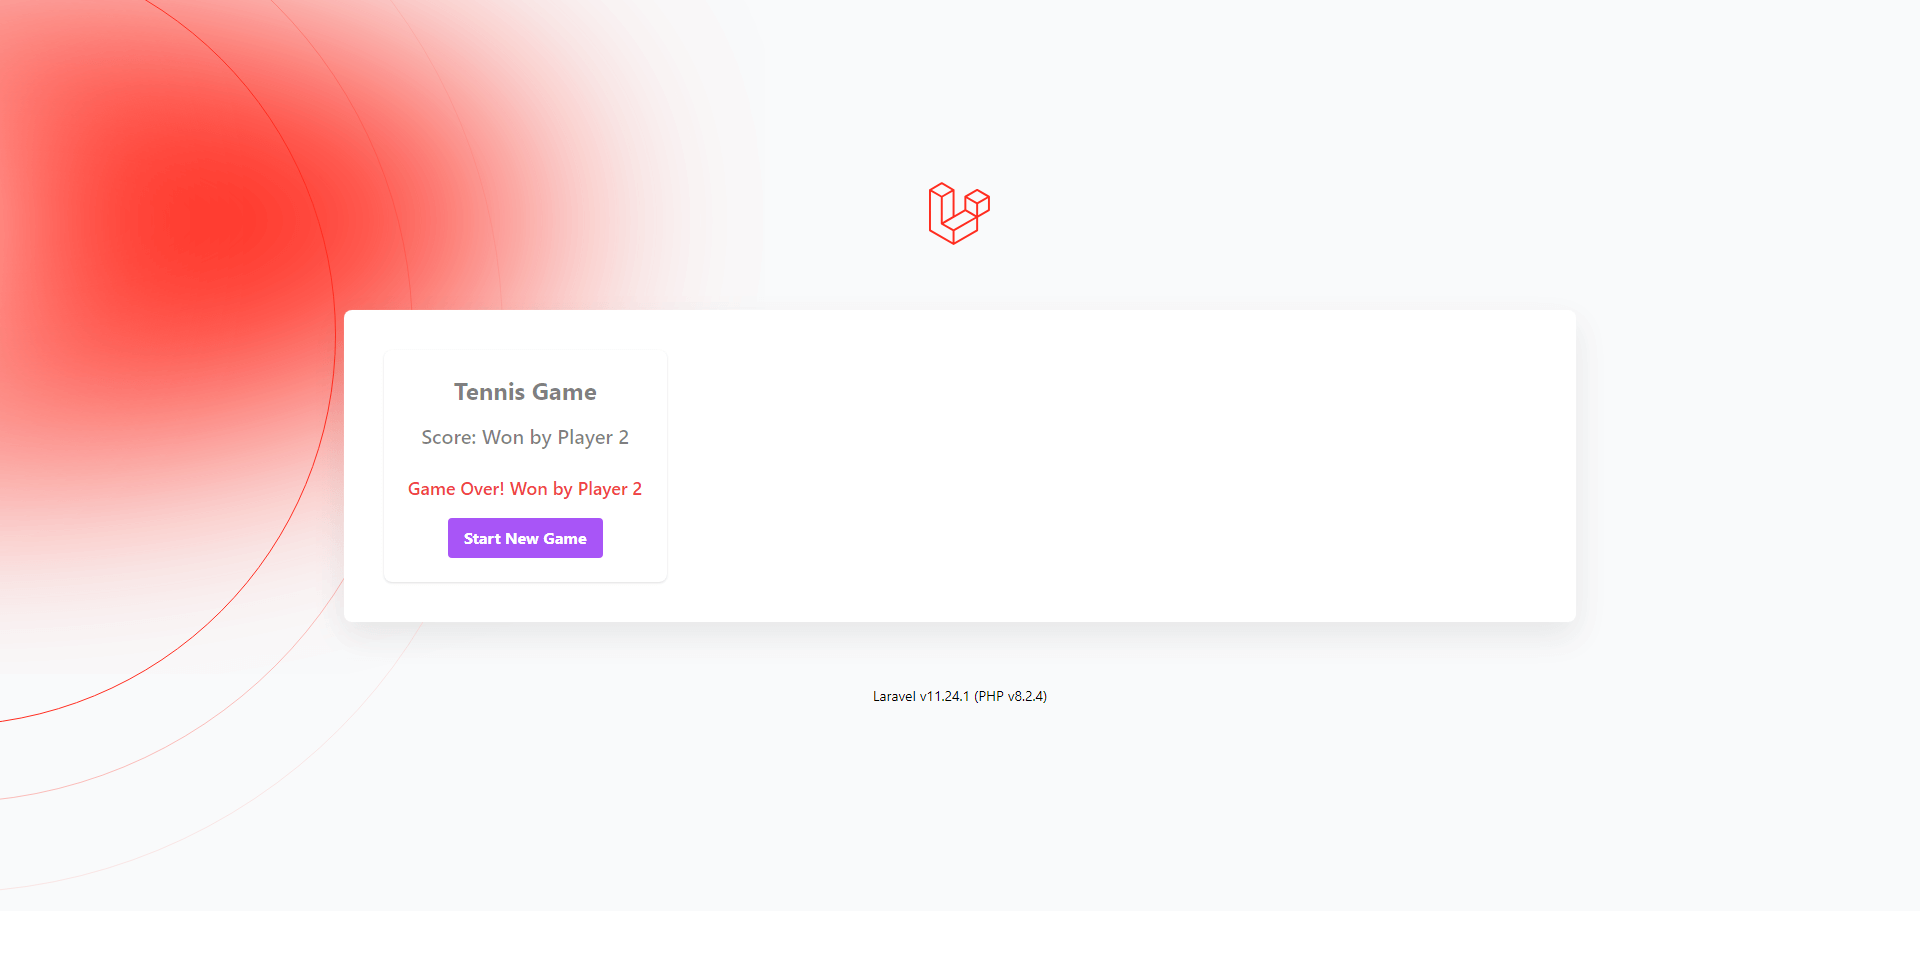 Tennis Game
Score: Won by Player 2
Game Over! Won by Player 2
Start New Game
Laravel v11.24.1 (PHP v8.2.4)